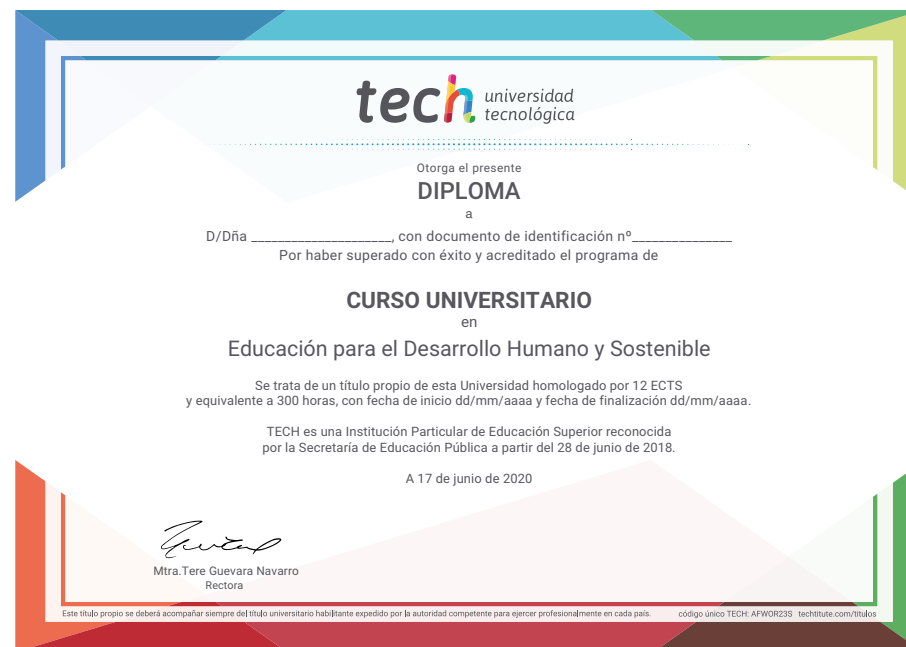 tech universidad
tecnológica
Otorga el presente
DIPLOMA
a
D/Dña ______________________, con documento de identificación nº________________
Por haber superado con éxito y acreditado el programa de
CURSO UNIVERSITARIO
en
Educación para el Desarrollo Humano y Sostenible
Se trata de un título propio de esta Universidad homologado por 12 ECTS
y equivalente a 300 horas, con fecha de inicio dd/mm/aaaa y fecha de finalización dd/mm/aaaa.
TECH es una Institución Particular de Educación Superior reconocida
por la Secretaría de Educación Pública a partir del 28 de junio de 2018.
A 17 de junio de 2020
Mtra.Tere Guevara Navarro
Rectora
Este título propio se deberá acompañar siempre del título universitario habilitante expedido por la autoridad competente para ejercer profesionalmente en cada país. código único TECH: AFWOR23S techtitute.com/titulos